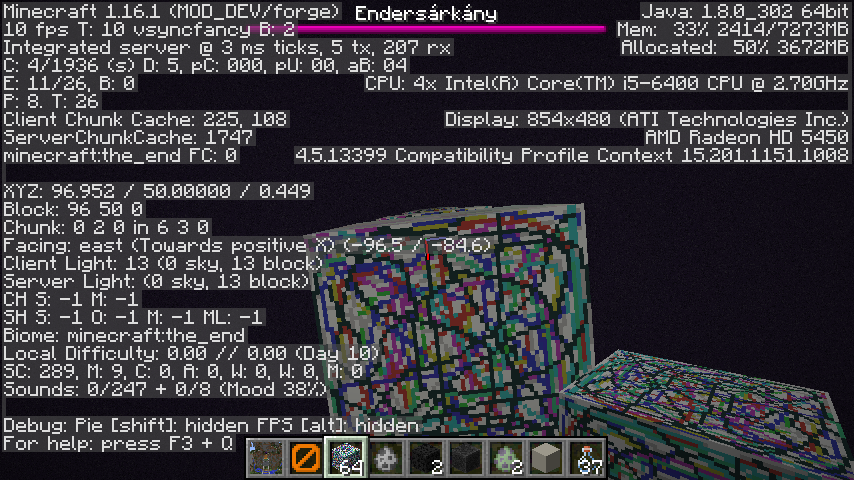 Minecraft 1.16.1 (MOD_DEV/forge)
10 fps T: 10 vsyncfancy B: 2
Integrated server @ 3 ms ticks, 5 tx, 207 rx
C: 4/1936 (s) D: 5, pC: 000, pU: 00, aB: 04
E: 11/26, B: 0
P: 8. T: 26
Client Chunk Cache: 225, 108
ServerChunkCache: 1747
minecraft:the_end FC: 0
XYZ: 96.952 / 50.00000 / 0.449
Block: 96 50 0
Chunk: 0 2 0 in 6 3 0
Facing: east (Towards positive X) (-96.5 / -84.6)
Client Light: 13 (0 sky, 13 block)
Server Light: (0 sky, 13 block)
CH S: -1 M: -1
SH S: -1 O: -1 M: -1 ML: -1
Biome: minecraft:the_end
Local Difficulty: 0.00 // 0.00 (Day 10)
SC: 289, M: 9, C: 0, A: 0, W: 0, W: 0, M: 0
Sounds: 0/247 + 0/8 (Mood 38%)
Debug: Pie [shift]: hidden FPS [alt]: hidden
For help: press F3 + Q
Endersárkány
Java: 1.8.0_302 64bit
Mem: 33% 2414/7273MB
Allocated: 50% 3672MB
CPU: 4x Intel(R) Core(TM) i5-6400 CPU @ 2.70GHz
Display: 854x480 (ATI Technologies Inc.)
AMD Radeon HD 5450
4.5.13399 Compatibility Profile Context 15.201.1151.1008
64
2
2
37